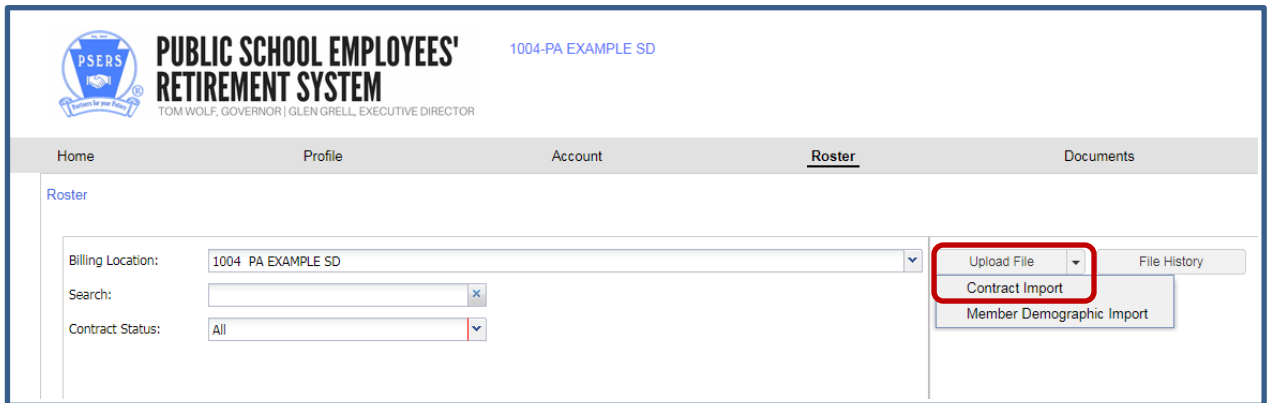 PSERS
Partners for your Future
®
PUBLIC SCHOOL EMPLOYEES'
RETIREMENT SYSTEM
TOM WOLF, GOVERNOR | GLEN GRELL, EXECUTIVE DIRECTOR
1004-PA EXAMPLE SD
Home Profile Account Roster Documents
Roster
Billing Location: 1004 PA EXAMPLE SD Upload File File History
Search: Contract Import
Member Demographic Import
Contract Status: All